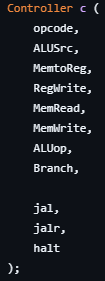 Controller c (
opcode,
ALUSrc,
MemtoReg,
RegWrite,
MemRead,
MemWrite,
ALUop,
Branch,
jal,
jalr,
halt
);